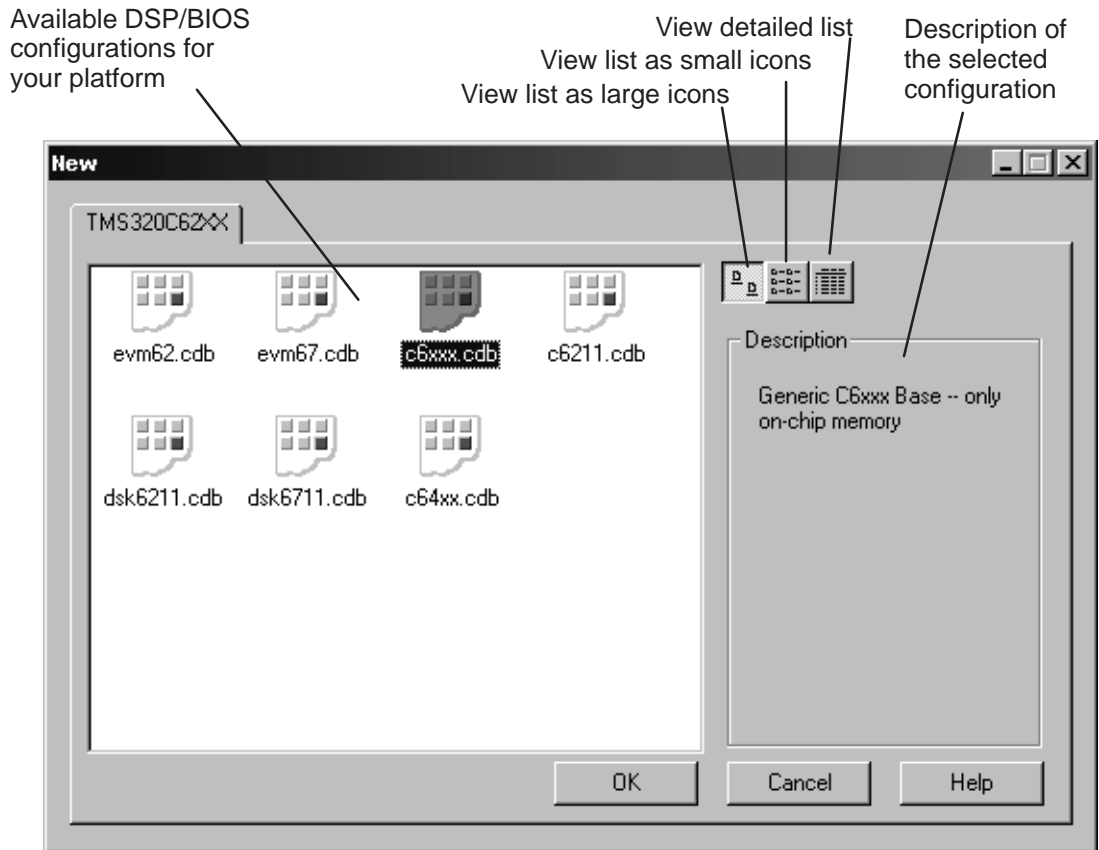 Available DSP/BIOS
configurations for
your platform
View detailed list
View list as small icons
View list as large icons
Description of
the selected
configuration
New
TMS320C62XX
evm62.cdb
evm67.cdb
c6xxx.cdb
c6211.cdb
dsk6211.cdb
dsk6711.cdb
c64xx.cdb
Description
Generic C6xxx Base -- only
on-chip memory
OK
Cancel
Help